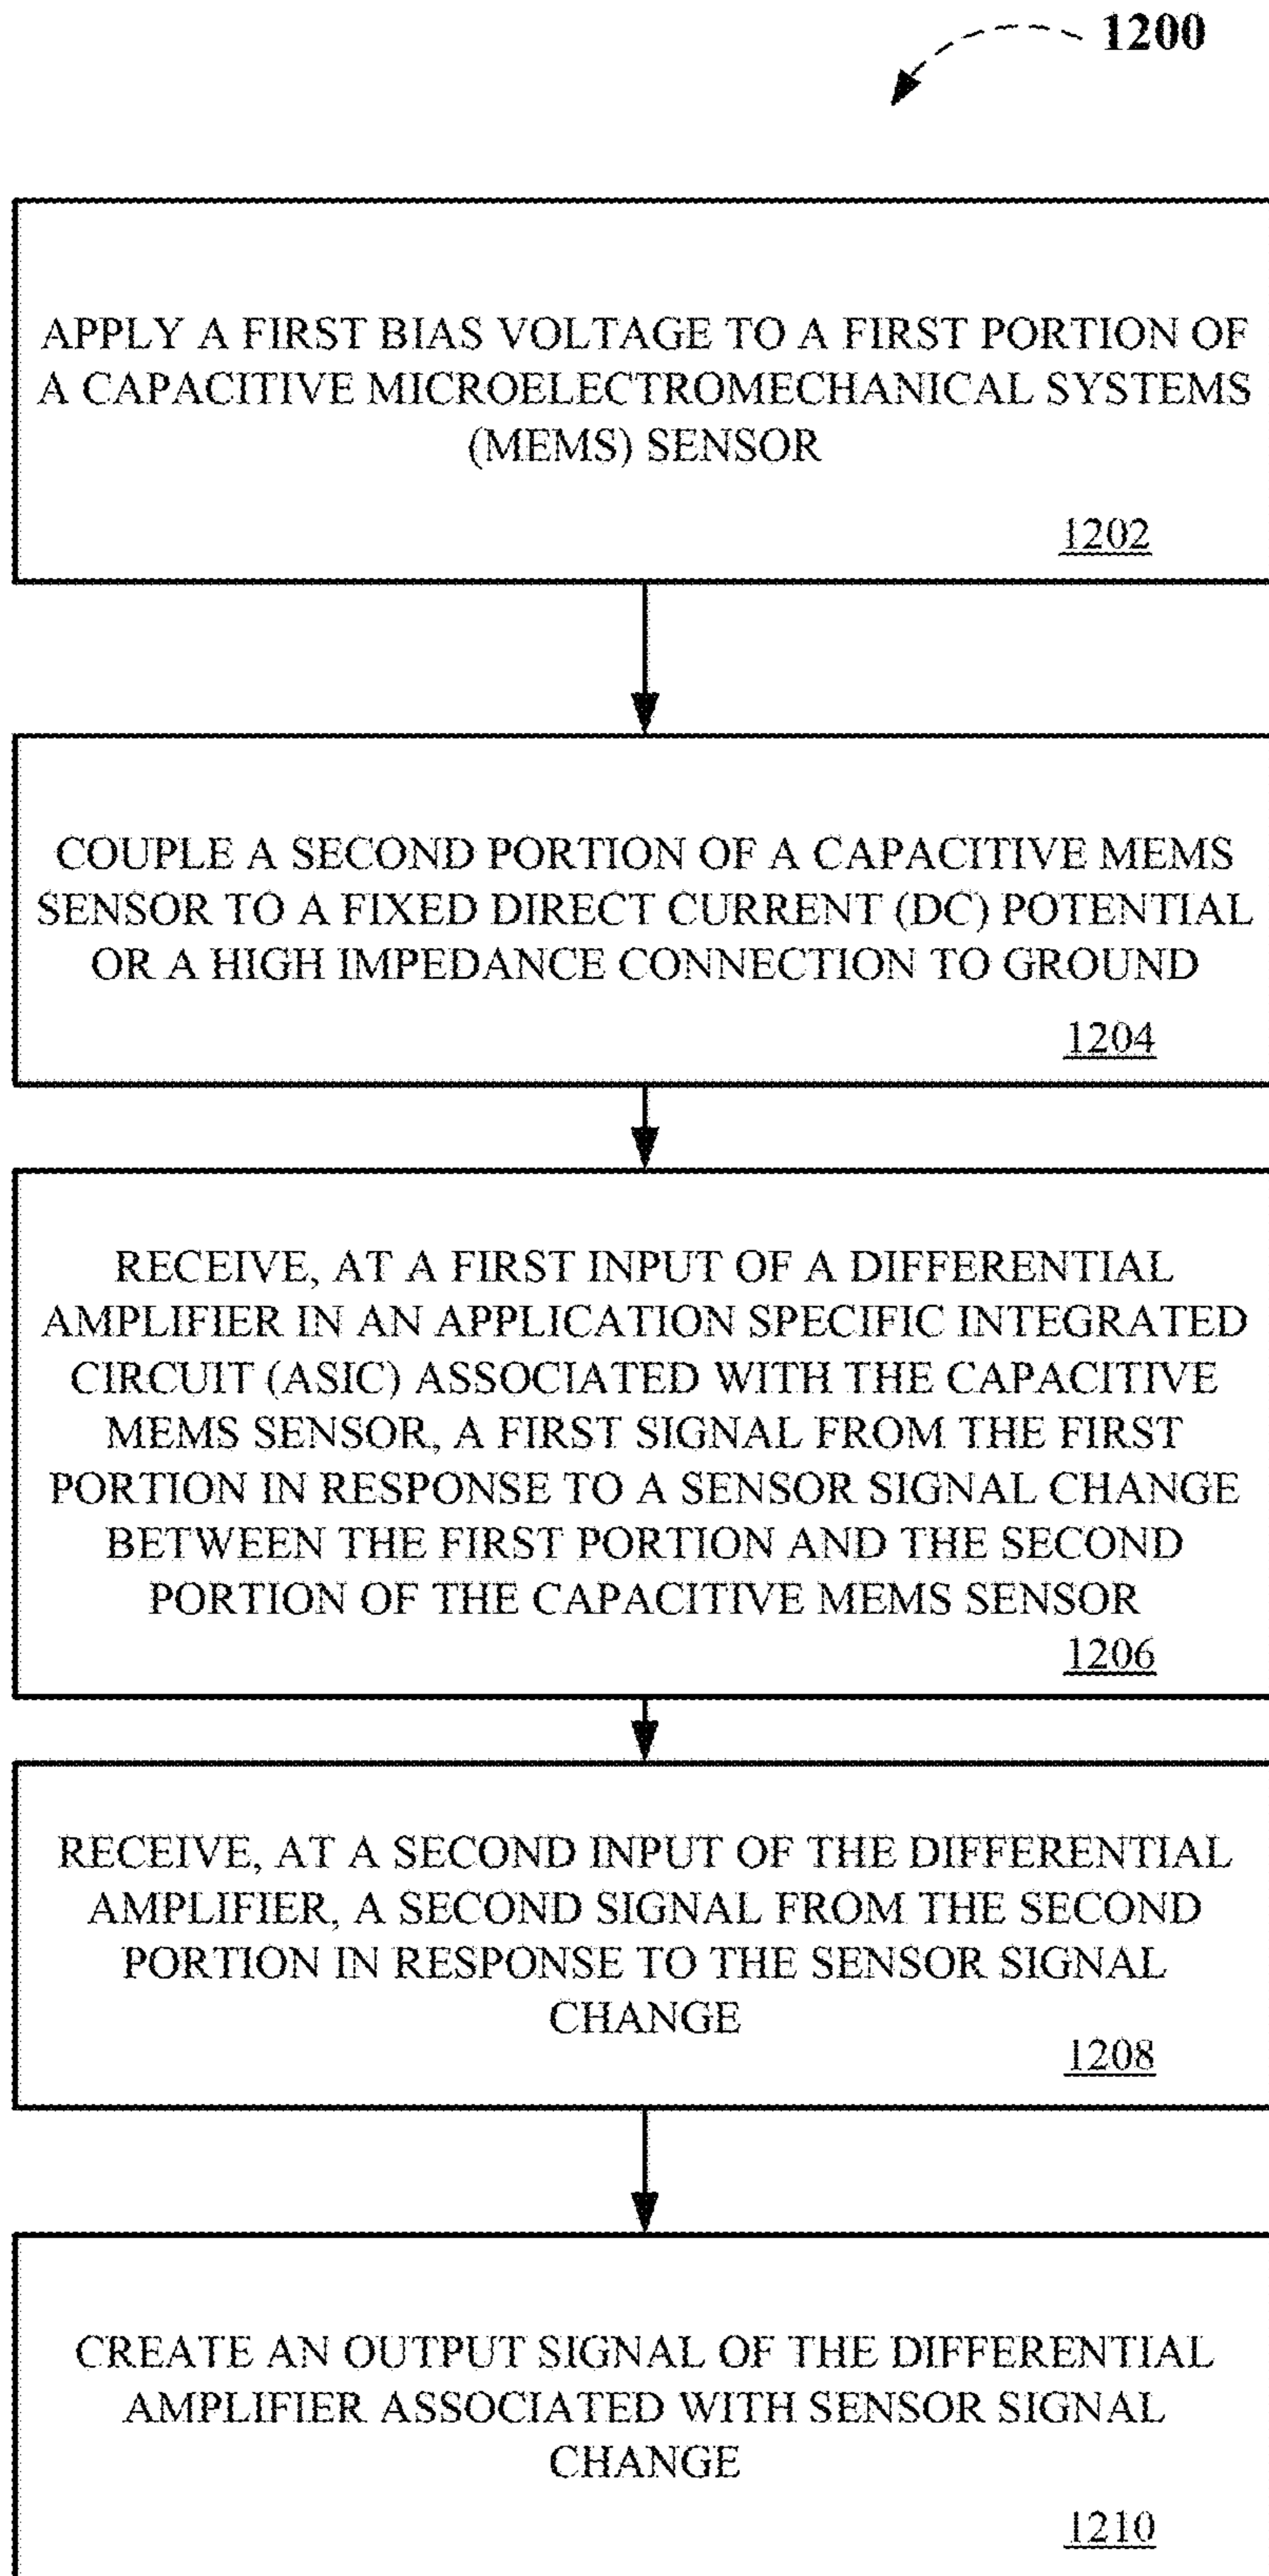 1200
APPLY A FIRST BIAS VOLTAGE TO A FIRST PORTION OF
A CAPACITIVE MICROELECTROMECHANICAL SYSTEMS
(MEMS) SENSOR
1202
COUPLE A SECOND PORTION OF A CAPACITIVE MEMS
SENSOR TO A FIXED DIRECT CURRENT (DC) POTENTIAL
OR A HIGH IMPEDANCE CONNECTION TO GROUND
1204
RECEIVE, AT A FIRST INPUT OF A DIFFERENTIAL
AMPLIFIER IN AN APPLICATION SPECIFIC INTEGRATED
CIRCUIT (ASIC) ASSOCIATED WITH THE CAPACITIVE
MEMS SENSOR, A FIRST SIGNAL FROM THE FIRST
PORTION IN RESPONSE TO A SENSOR SIGNAL CHANGE
BETWEEN THE FIRST PORTION AND THE SECOND
PORTION OF THE CAPACITIVE MEMS SENSOR
1206
RECEIVE, AT A SECOND INPUT OF THE DIFFERENTIAL
AMPLIFIER, A SECOND SIGNAL FROM THE SECOND
PORTION IN RESPONSE TO THE SENSOR SIGNAL
CHANGE
1208
CREATE AN OUTPUT SIGNAL OF THE DIFFERENTIAL
AMPLIFIER ASSOCIATED WITH SENSOR SIGNAL
CHANGE
1210